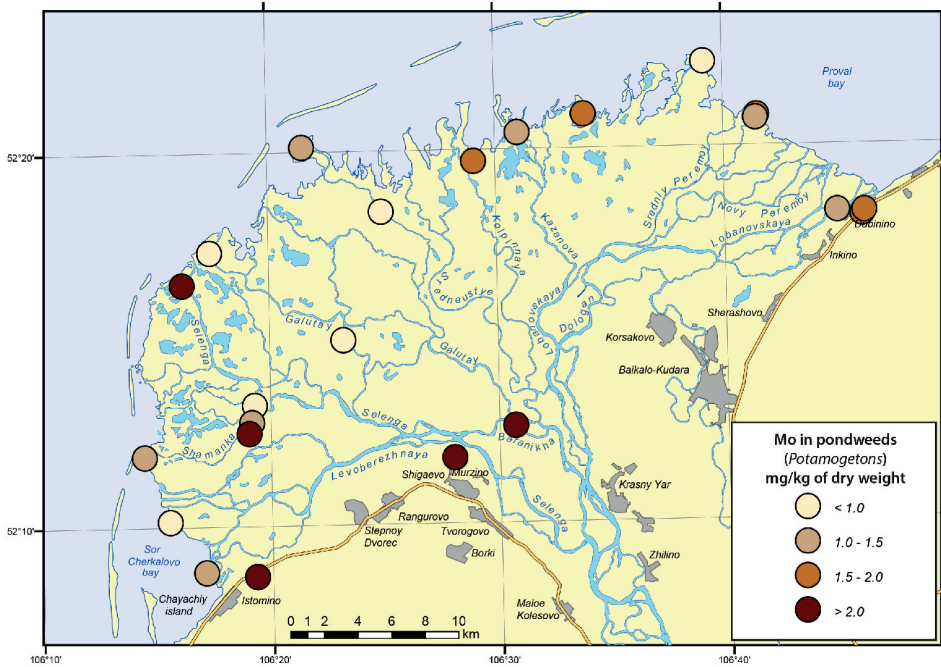 Proval
bay
52°20'
Sredniy Peremoy
Novy Peremby
Lobanovskaya
Dubinino
Inkino
Kolpinnaya
Kazanova
Sredneustye
Lobanovskaya
Dologan
Sherashovo
Korsakovo
Baikalo-Kudara
Selenga
Galutay
Galutay
Selenga
Shamanka
Baranikha
Levoberezhnaya
Shigaevo
Murzino
Krasny Yar
Selenga
Rangurovo
Stepnoy
Dvorec
Tvorogovo
Borki
Zhilino
52°10'
Sor
Cherkalovo
bay
Chayachiy
island
Istomino
Maloe
Kolesovo
0 1 2 4 6 8 10
km
Mo in pondweeds
(Potamogetons)
mg/kg of dry weight
< 1.0
1.0 - 1.5
1.5 - 2.0
> 2.0
106°10'
106°20'
106°30'
106°40'